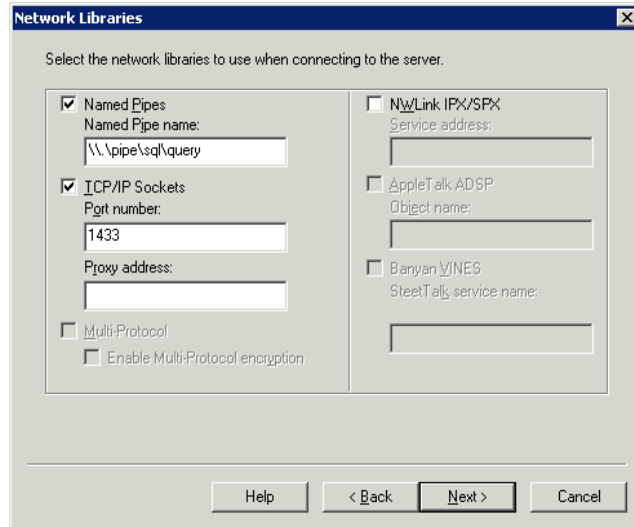 Network Libraries
Select the network libraries to use when connecting to the server.
Named Pipes
Named Pipe name:
\\.\pipe\sql\query
TCP/IP Sockets
Port number:
1433
Proxy address:
Multi-Protocol
Enable Multi-Protocol encryption
NWLink IPX/SPX
Service address:
AppleTalk ADSP
Object name:
Banyan VINES
SteetTalk service name:
Help
< Back
Next >
Cancel